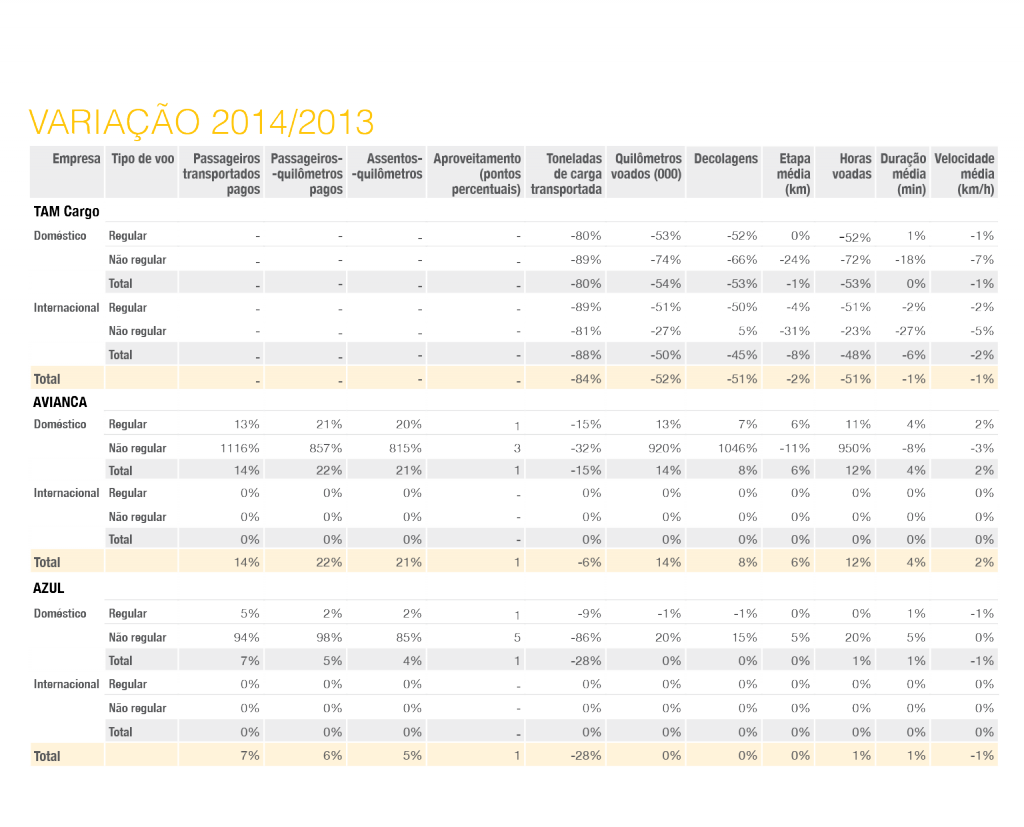 VARIAÇÃO 2014/2013
Empresa Tipo de voo Passageiros Passageiros- Assentos- Aproveitamento Toneladas Quilômetros Decolagens Etapa Horas Duração Velocidade
transportados -quilômetros -quilômetros (pontos de carga voados (000) média voadas média média
pagos pagos percentuais) transportada (km) (min) (km/h)
TAM Cargo
Doméstico Regular - - - - -80% -53% -52% 0% -52% 1% -1%
Não regular - - - - -89% -74% -66% -24% -72% -18% -7%
Total - - - - -80% -54% -53% -1% -53% 0% -1%
Internacional Regular - - - - -89% -51% -50% -4% -51% -2% -2%
Não regular - - - - -81% -27% 5% -31% -23% -27% -5%
Total - - - - -88% -50% -45% -8% -48% -6% -2%
Total - - - - -84% -52% -51% -2% -51% -1% -1%
AVIANCA
Doméstico Regular 13% 21% 20% 1 -15% 13% 7% 6% 11% 4% 2%
Não regular 1116% 857% 815% 3 -32% 920% 1046% -11% 950% -8% -3%
Total 14% 22% 21% 1 -15% 14% 8% 6% 12% 4% 2%
Internacional Regular 0% 0% 0% - 0% 0% 0% 0% 0% 0% 0%
Não regular 0% 0% 0% - 0% 0% 0% 0% 0% 0% 0%
Total 0% 0% 0% - 0% 0% 0% 0% 0% 0% 0%
Total 14% 22% 21% 1 -6% 14% 8% 6% 12% 4% 2%
AZUL
Doméstico Regular 5% 2% 2% 1 -9% -1% -1% 0% 0% 1% -1%
Não regular 94% 98% 85% 5 -86% 20% 15% 5% 20% 5% 0%
Total 7% 5% 4% 1 -28% 0% 0% 0% 1% 1% -1%
Internacional Regular 0% 0% 0% - 0% 0% 0% 0% 0% 0% 0%
Não regular 0% 0% 0% - 0% 0% 0% 0% 0% 0% 0%
Total 0% 0% 0% - 0% 0% 0% 0% 0% 0% 0%
Total 7% 6% 5% 1 -28% 0% 0% 0% 1% 1% -1%